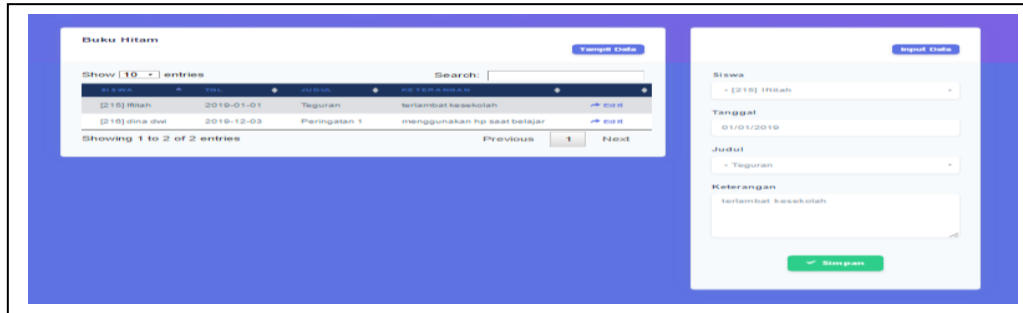 Buku Hitam
Tampil Data
Show 10 entries
Search:
SISWA TGL JUDUL KETERANGAN
[215] Iftitah 2019-01-01 Teguran terlambat kesekolah Edit
[216] dina dwi 2019-12-03 Peringatan 1 menggunakan hp saat belajar Edit
Showing 1 to 2 of 2 entries
Previous 1 Next
Input Data
Siswa
- [215] Iftitah
Tanggal
01/01/2019
Judul
- Teguran
Keterangan
terlambat kesekolah
Simpan